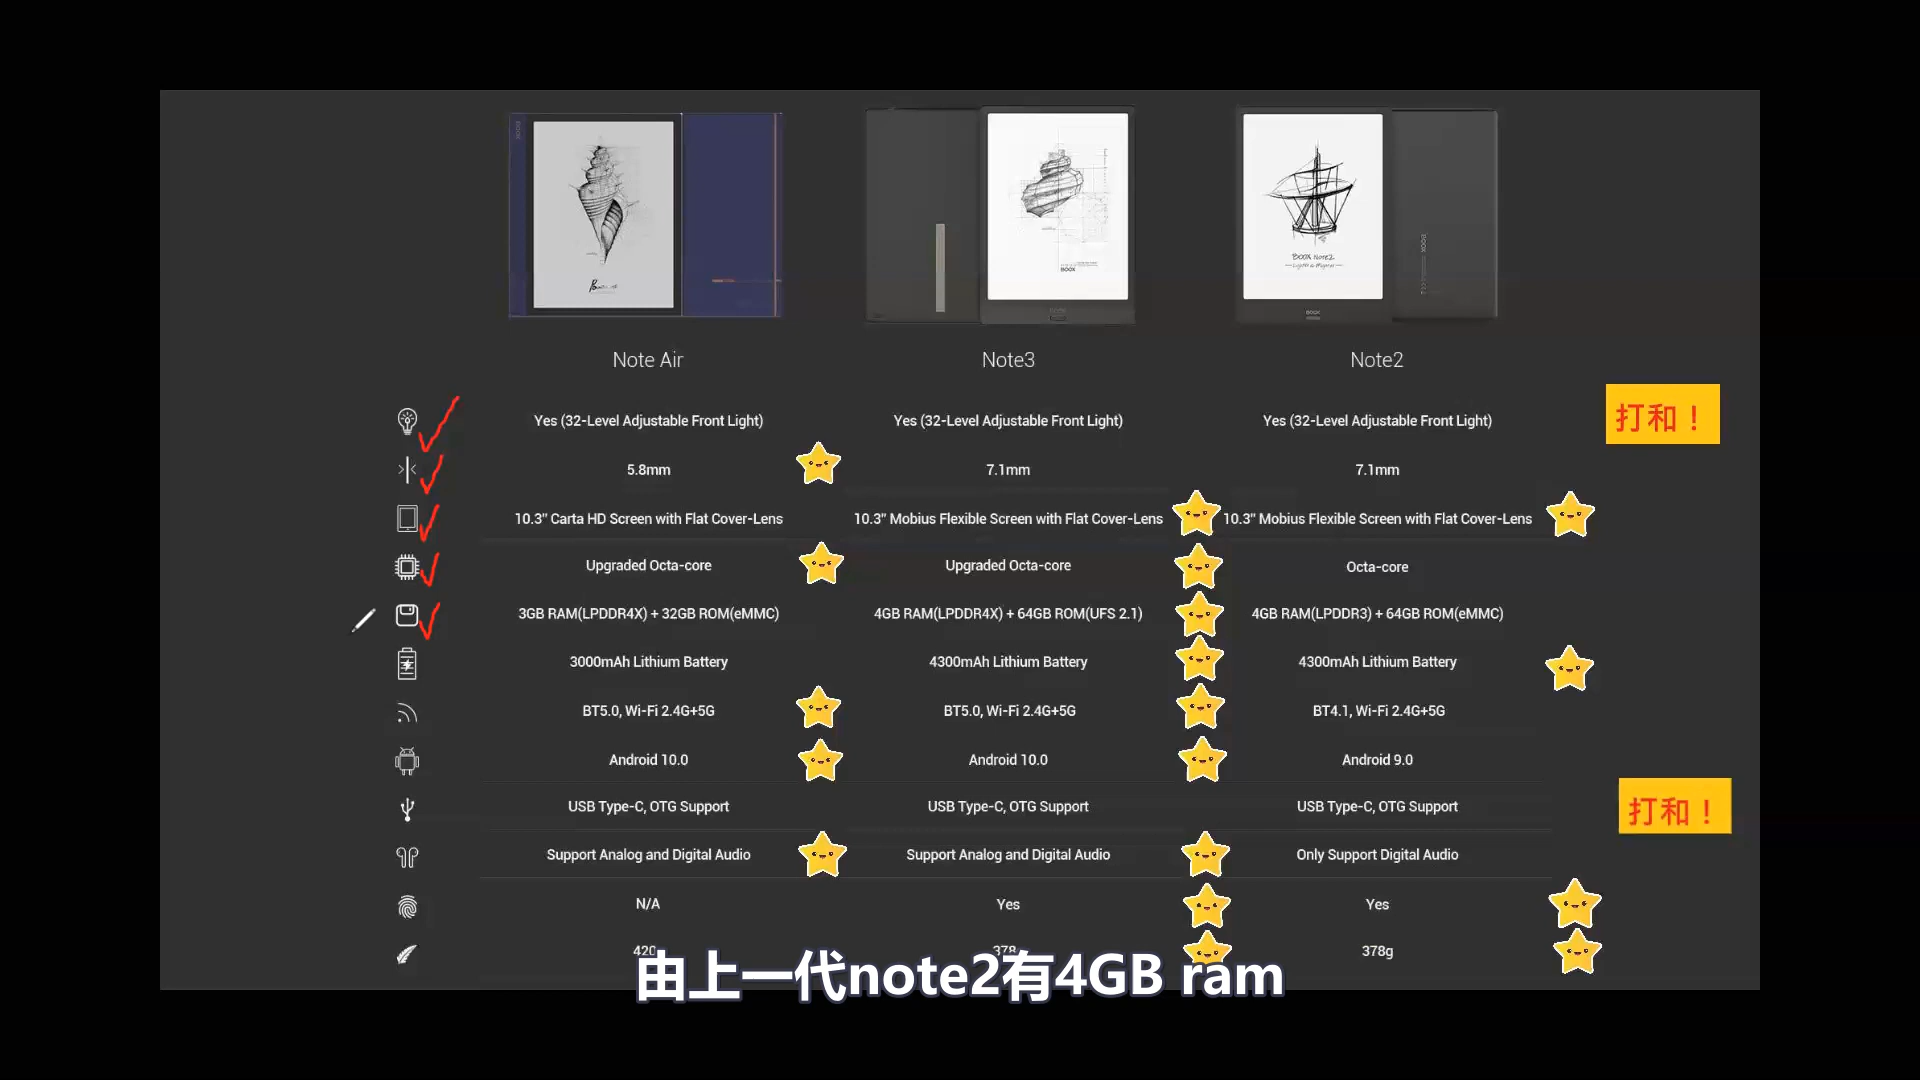 Note Air Note3 Note2
Yes (32-Level Adjustable Front Light) Yes (32-Level Adjustable Front Light) Yes (32-Level Adjustable Front Light) 打和！
5.8mm 7.1mm 7.1mm
10.3" Carta HD Screen with Flat Cover-Lens 10.3" Mobius Flexible Screen with Flat Cover-Lens 10.3" Mobius Flexible Screen with Flat Cover-Lens
Upgraded Octa-core Upgraded Octa-core Octa-core
3GB RAM(LPDDR4X) + 32GB ROM(eMMC) 4GB RAM(LPDDR4X) + 64GB ROM(UFS 2.1) 4GB RAM(LPDDR3) + 64GB ROM(eMMC)
3000mAh Lithium Battery 4300mAh Lithium Battery 4300mAh Lithium Battery
BT5.0, Wi-Fi 2.4G+5G BT5.0, Wi-Fi 2.4G+5G BT4.1, Wi-Fi 2.4G+5G
Android 10.0 Android 10.0 Android 9.0
USB Type-C, OTG Support USB Type-C, OTG Support USB Type-C, OTG Support 打和！
Support Analog and Digital Audio Support Analog and Digital Audio Only Support Digital Audio
N/A Yes Yes
420 378 378g
由上一代note2有4GB ram